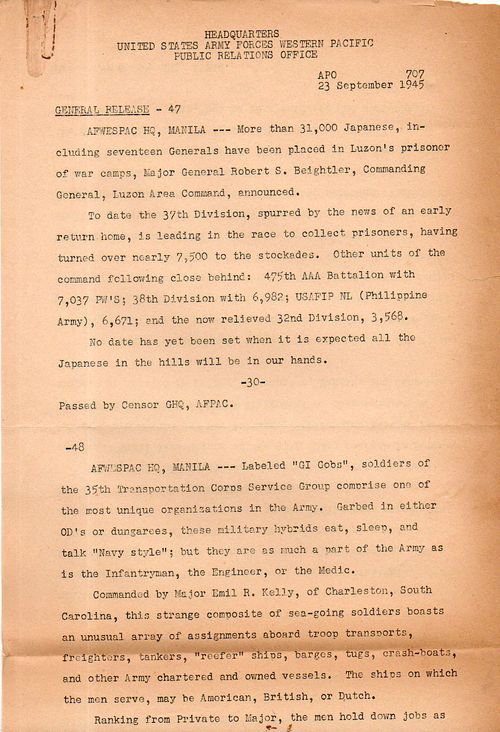 HEADQUARTERS
UNITED STATES ARMY FORCES WESTERN PACIFIC
PUBLIC RELATIONS OFFICE
APO 707
23 September 1945
GENERAL RELEASE - 47
AFWESPAC HQ, MANILA --- More than 31,000 Japanese, in-
cluding seventeen Generals have been placed in Luzon's prisoner
of war camps, Major General Robert S. Beightler, Commanding
General, Luzon Area Command, announced.
To date the 37th Division, spurred by the news of an early
return home, is leading in the race to collect prisoners, having
turned over nearly 7,500 to the stockades. Other units of the
command following close behind: 475th AAA Battalion with
7,037 PW'S; 38th Division with 6,982; USAFIP NL (Philippine
Army), 6,671; and the now relieved 32nd Division, 3,568.
No date has yet been set when it is expected all the
Japanese in the hills will be in our hands.
-30-
Passed by Censor GHQ, AFPAC.
-48
AFWESPAC HQ, MANILA --- Labeled "GI Gobs", soldiers of
the 35th Transportation Corps Service Group comprise one of
the most unique organizations in the Army. Garbed in either
OD's or dungarees, these military hybrids eat, sleep, and
talk "Navy style"; but they are as much a part of the Army as
is the Infantryman, the Engineer, or the Medic.
Commanded by Major Emil R. Kelly, of Charleston, South
Carolina, this strange composite of sea-going soldiers boasts
an unusual array of assignments aboard troop transports,
freighters, tankers, "reefer" ships, barges, tugs, crash-boats,
and other Army chartered and owned vessels. The ships on which
the men serve, may be American, British, or Dutch.
Ranking from Private to Major, the men hold down jobs as